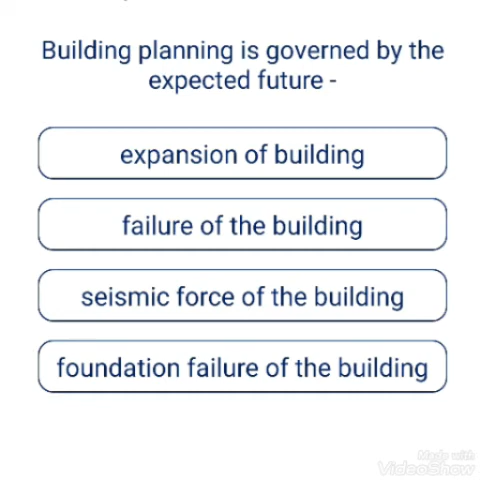 Building planning is governed by the
expected future -
expansion of building
failure of the building
seismic force of the building
foundation failure of the building
Made with
VideoShow